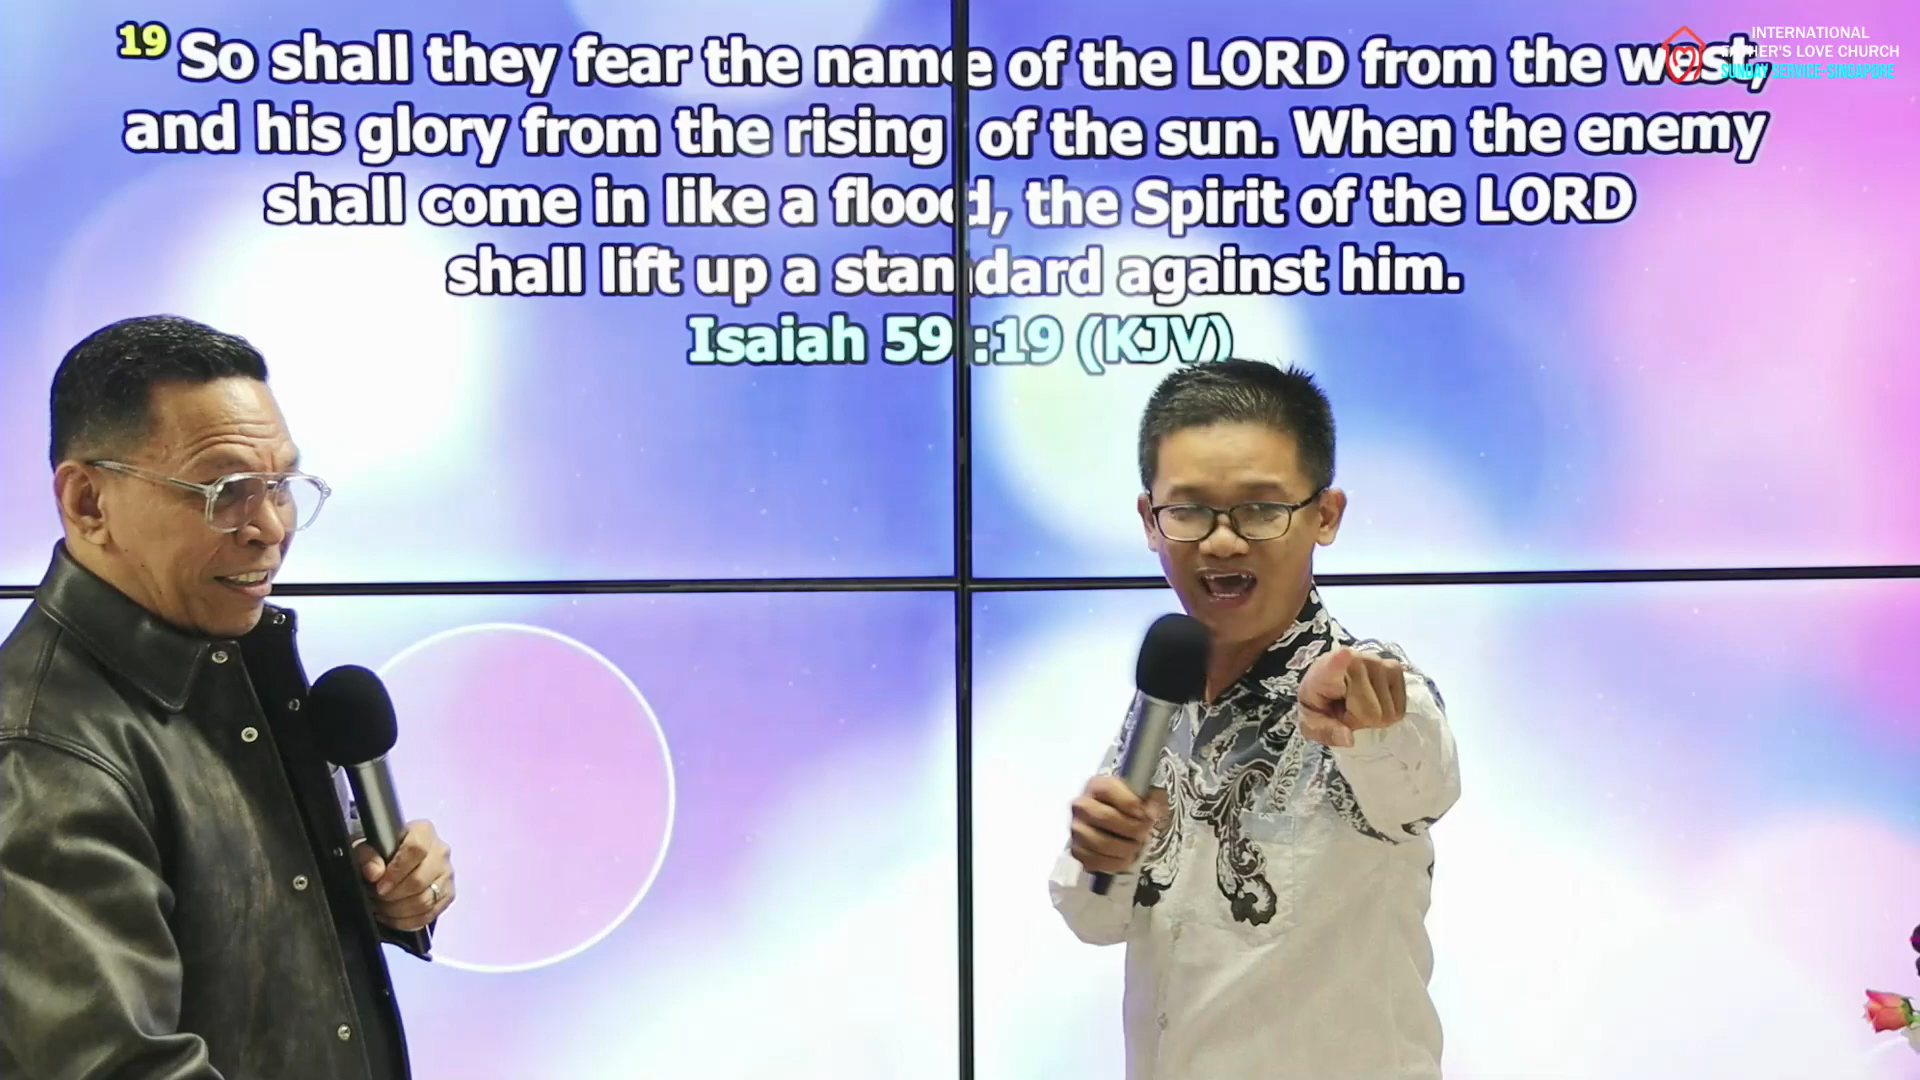 19 So shall they fear the name of the LORD from the west,
and his glory from the rising of the sun. When the enemy
shall come in like a flood, the Spirit of the LORD
shall lift up a standard against him.
Isaiah 59:19 (KJV)
INTERNATIONAL
FATHER'S LOVE CHURCH
SUNDAY SERVICE-SINGAPORE